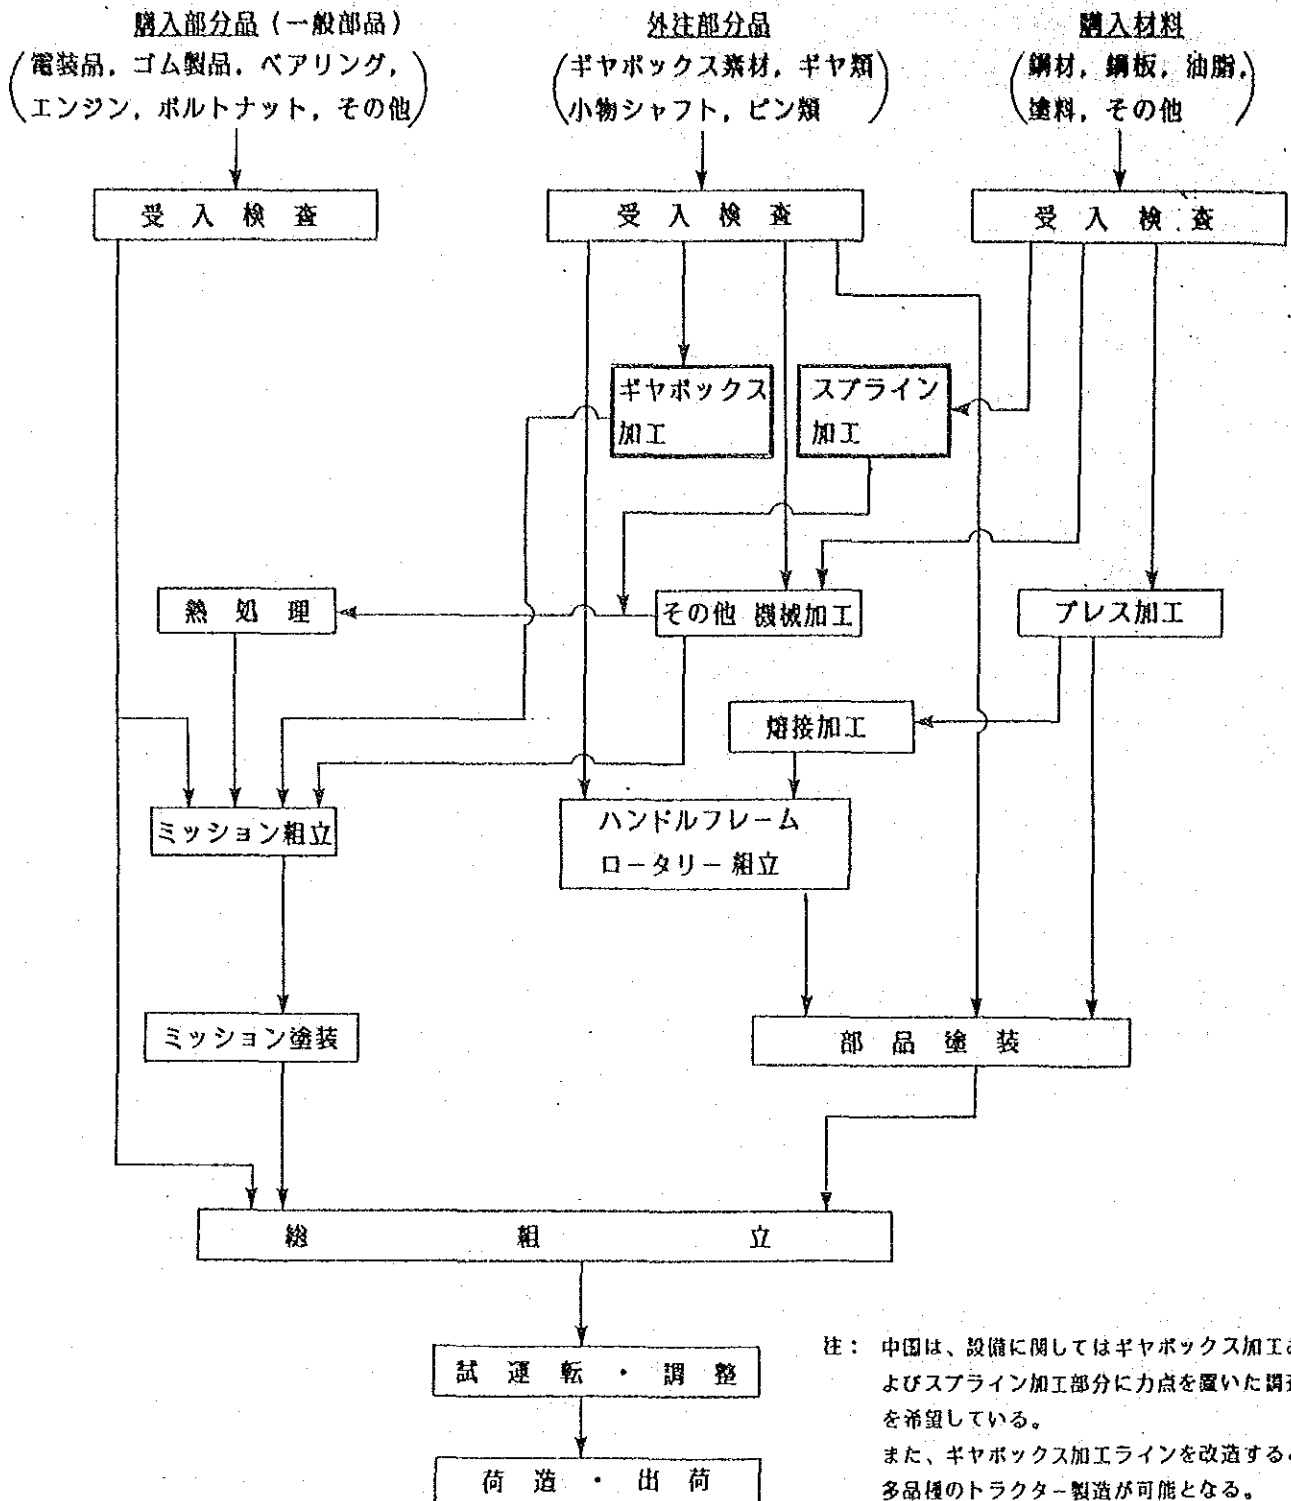 購入部分品（一般部品）
電装品，ゴム製品，ベアリング，
エンジン，ボルトナット，その他
外注部分品
ギヤボックス素材，ギヤ類
小物シャフト，ピン類
購入材料
鋼材，鋼板，油脂，
塗料，その他
受入検査
受入検査
受入検査
ギヤボックス
加工
スプライン
加工
熱処理
その他 機械加工
プレス加工
熔接加工
ミッション組立
ハンドルフレーム
ロータリー組立
ミッション塗装
部品塗装
総組立
試運転・調整
荷造・出荷
注： 中国は、設備に関してはギヤボックス加工お
よびスプライン加工部分に力点を置いた調査
を希望している。
また、ギヤボックス加工ラインを改造する
多品種のトラクター製造が可能となる。